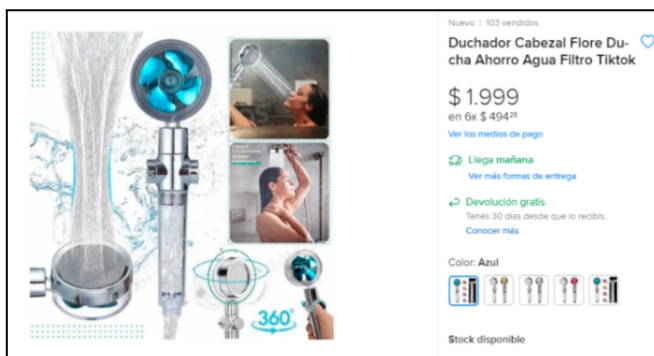 Nuevo | 103 vendidos
Duchador Cabezal Flore Du-
cha Ahorro Agua Filtro Tiktok
$ 1.999
en 6x $ 494²⁶
Ver los medios de pago
Llega mañana
Ver más formas de entrega
Devolución gratis
Tenés 30 días desde que lo recibís.
Conocer más
Color: Azul
Stock disponible
360°